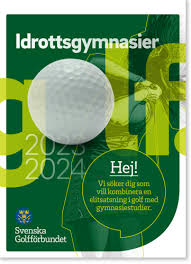 Idrottsgymnasier
golf.
2023
2024
Hej!
Vi söker dig som
vill kombinera en
elitsatsning i golf med
gymnasiestudier.
Svenska
Golfförbundet